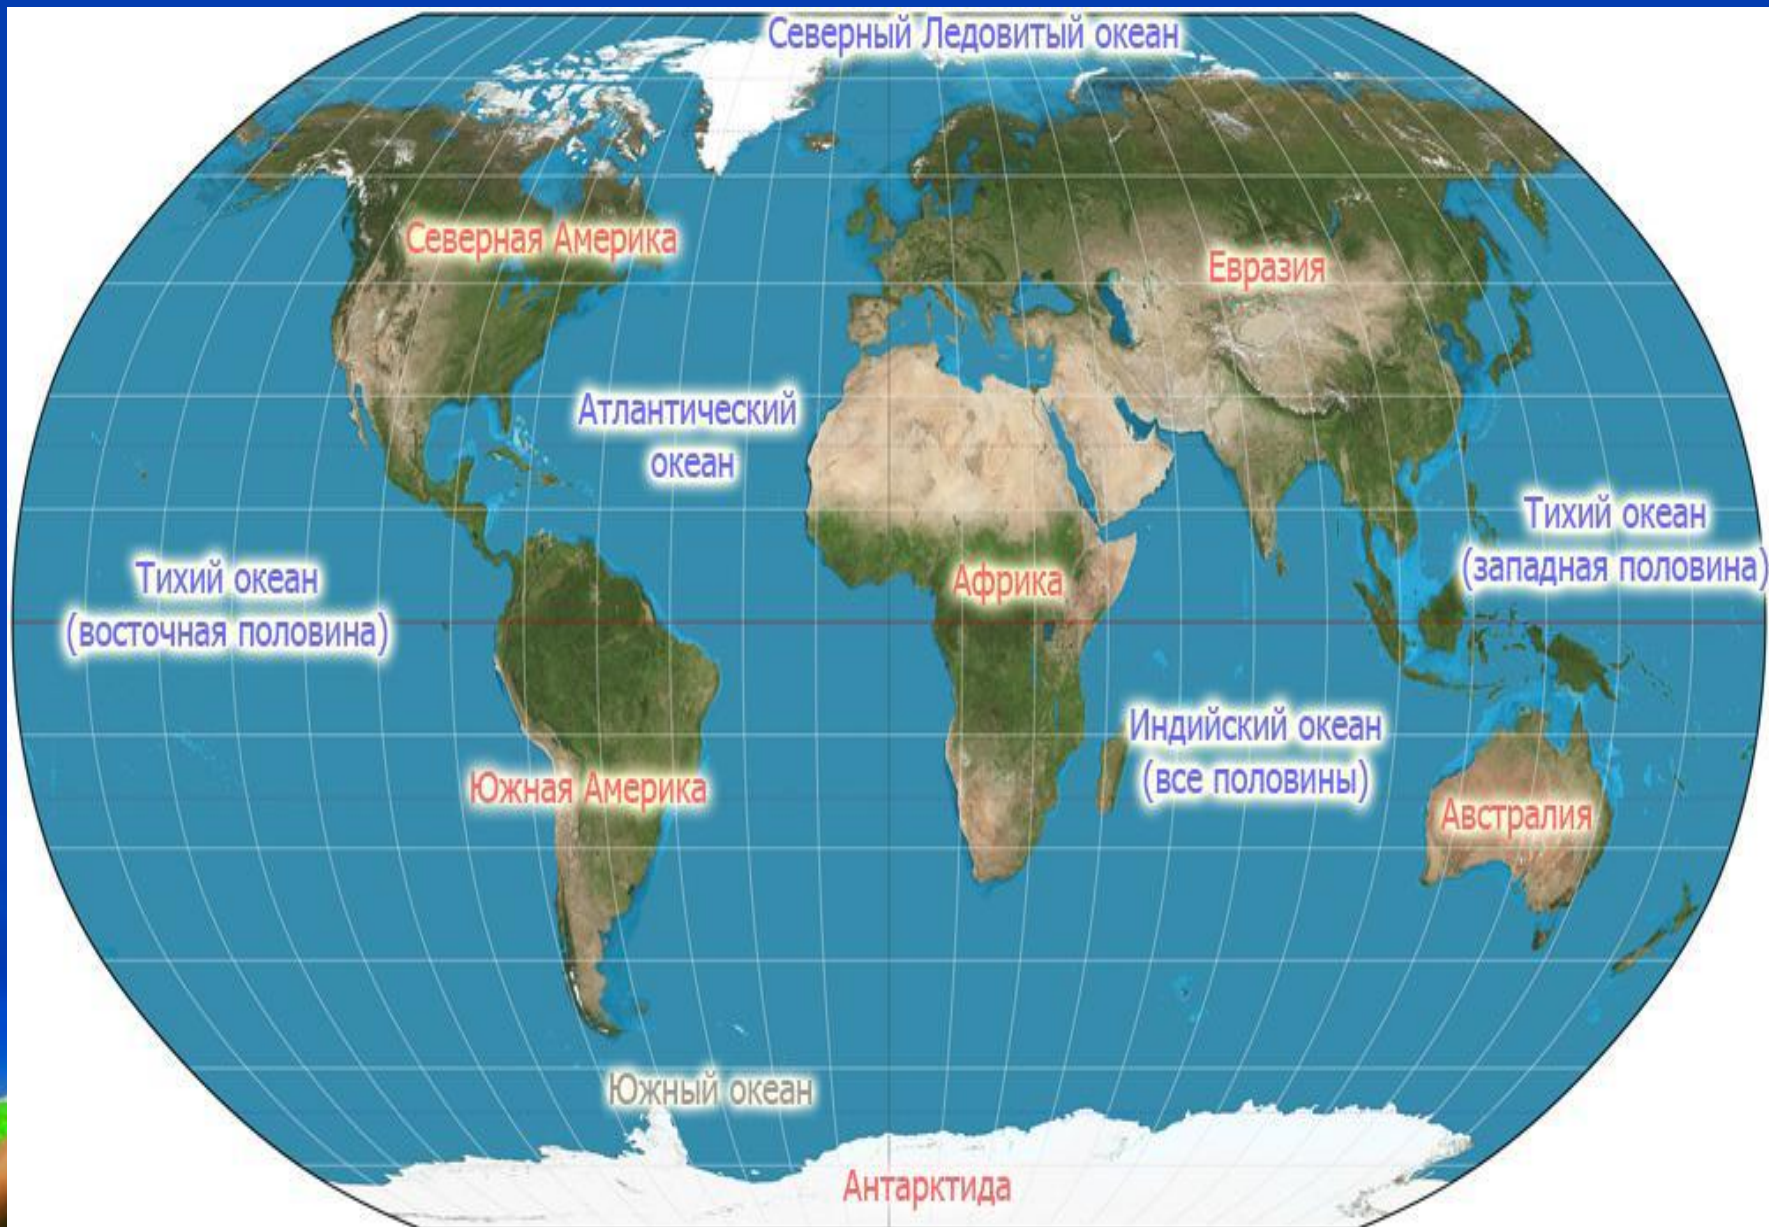 Северный Ледовитый океан
Северная Америка
Евразия
Атлантический
океан
Тихий океан
(западная половина)
Африка
Тихий океан
(восточная половина)
Индийский океан
(все половины)
Южная Америка
Австралия
Южный океан
Антарктида